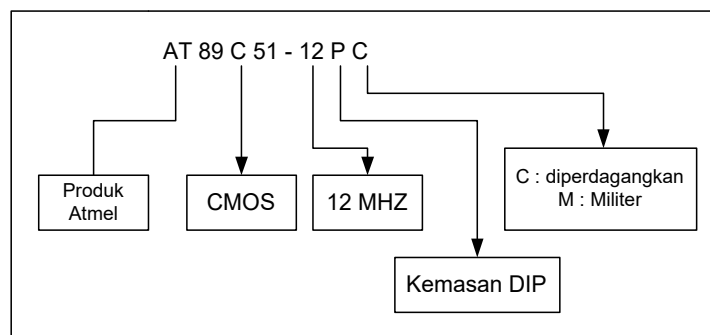 AT 89 C 51 - 12 P C
Produk
Atmel
CMOS
12 MHZ
C : diperdagangkan
M : Militer
Kemasan DIP